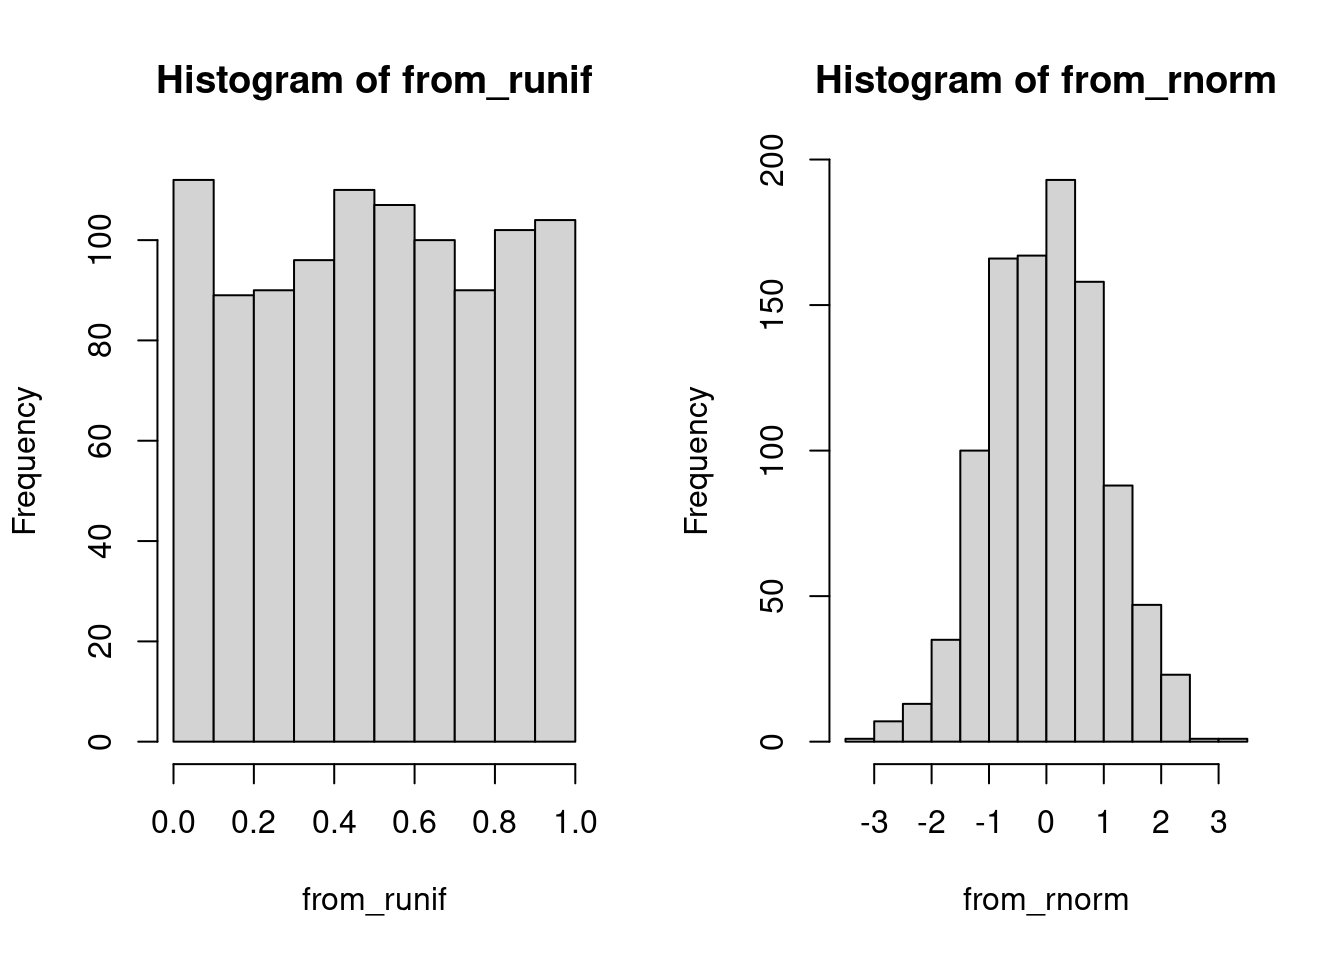 Histogram of from_runif
Frequency
100
80
60
40
20
0
0.0 0.2 0.4 0.6 0.8 1.0
from_runif
Histogram of from_rnorm
Frequency
200
150
100
50
0
-3 -2 -1 0 1 2 3
from_rnorm